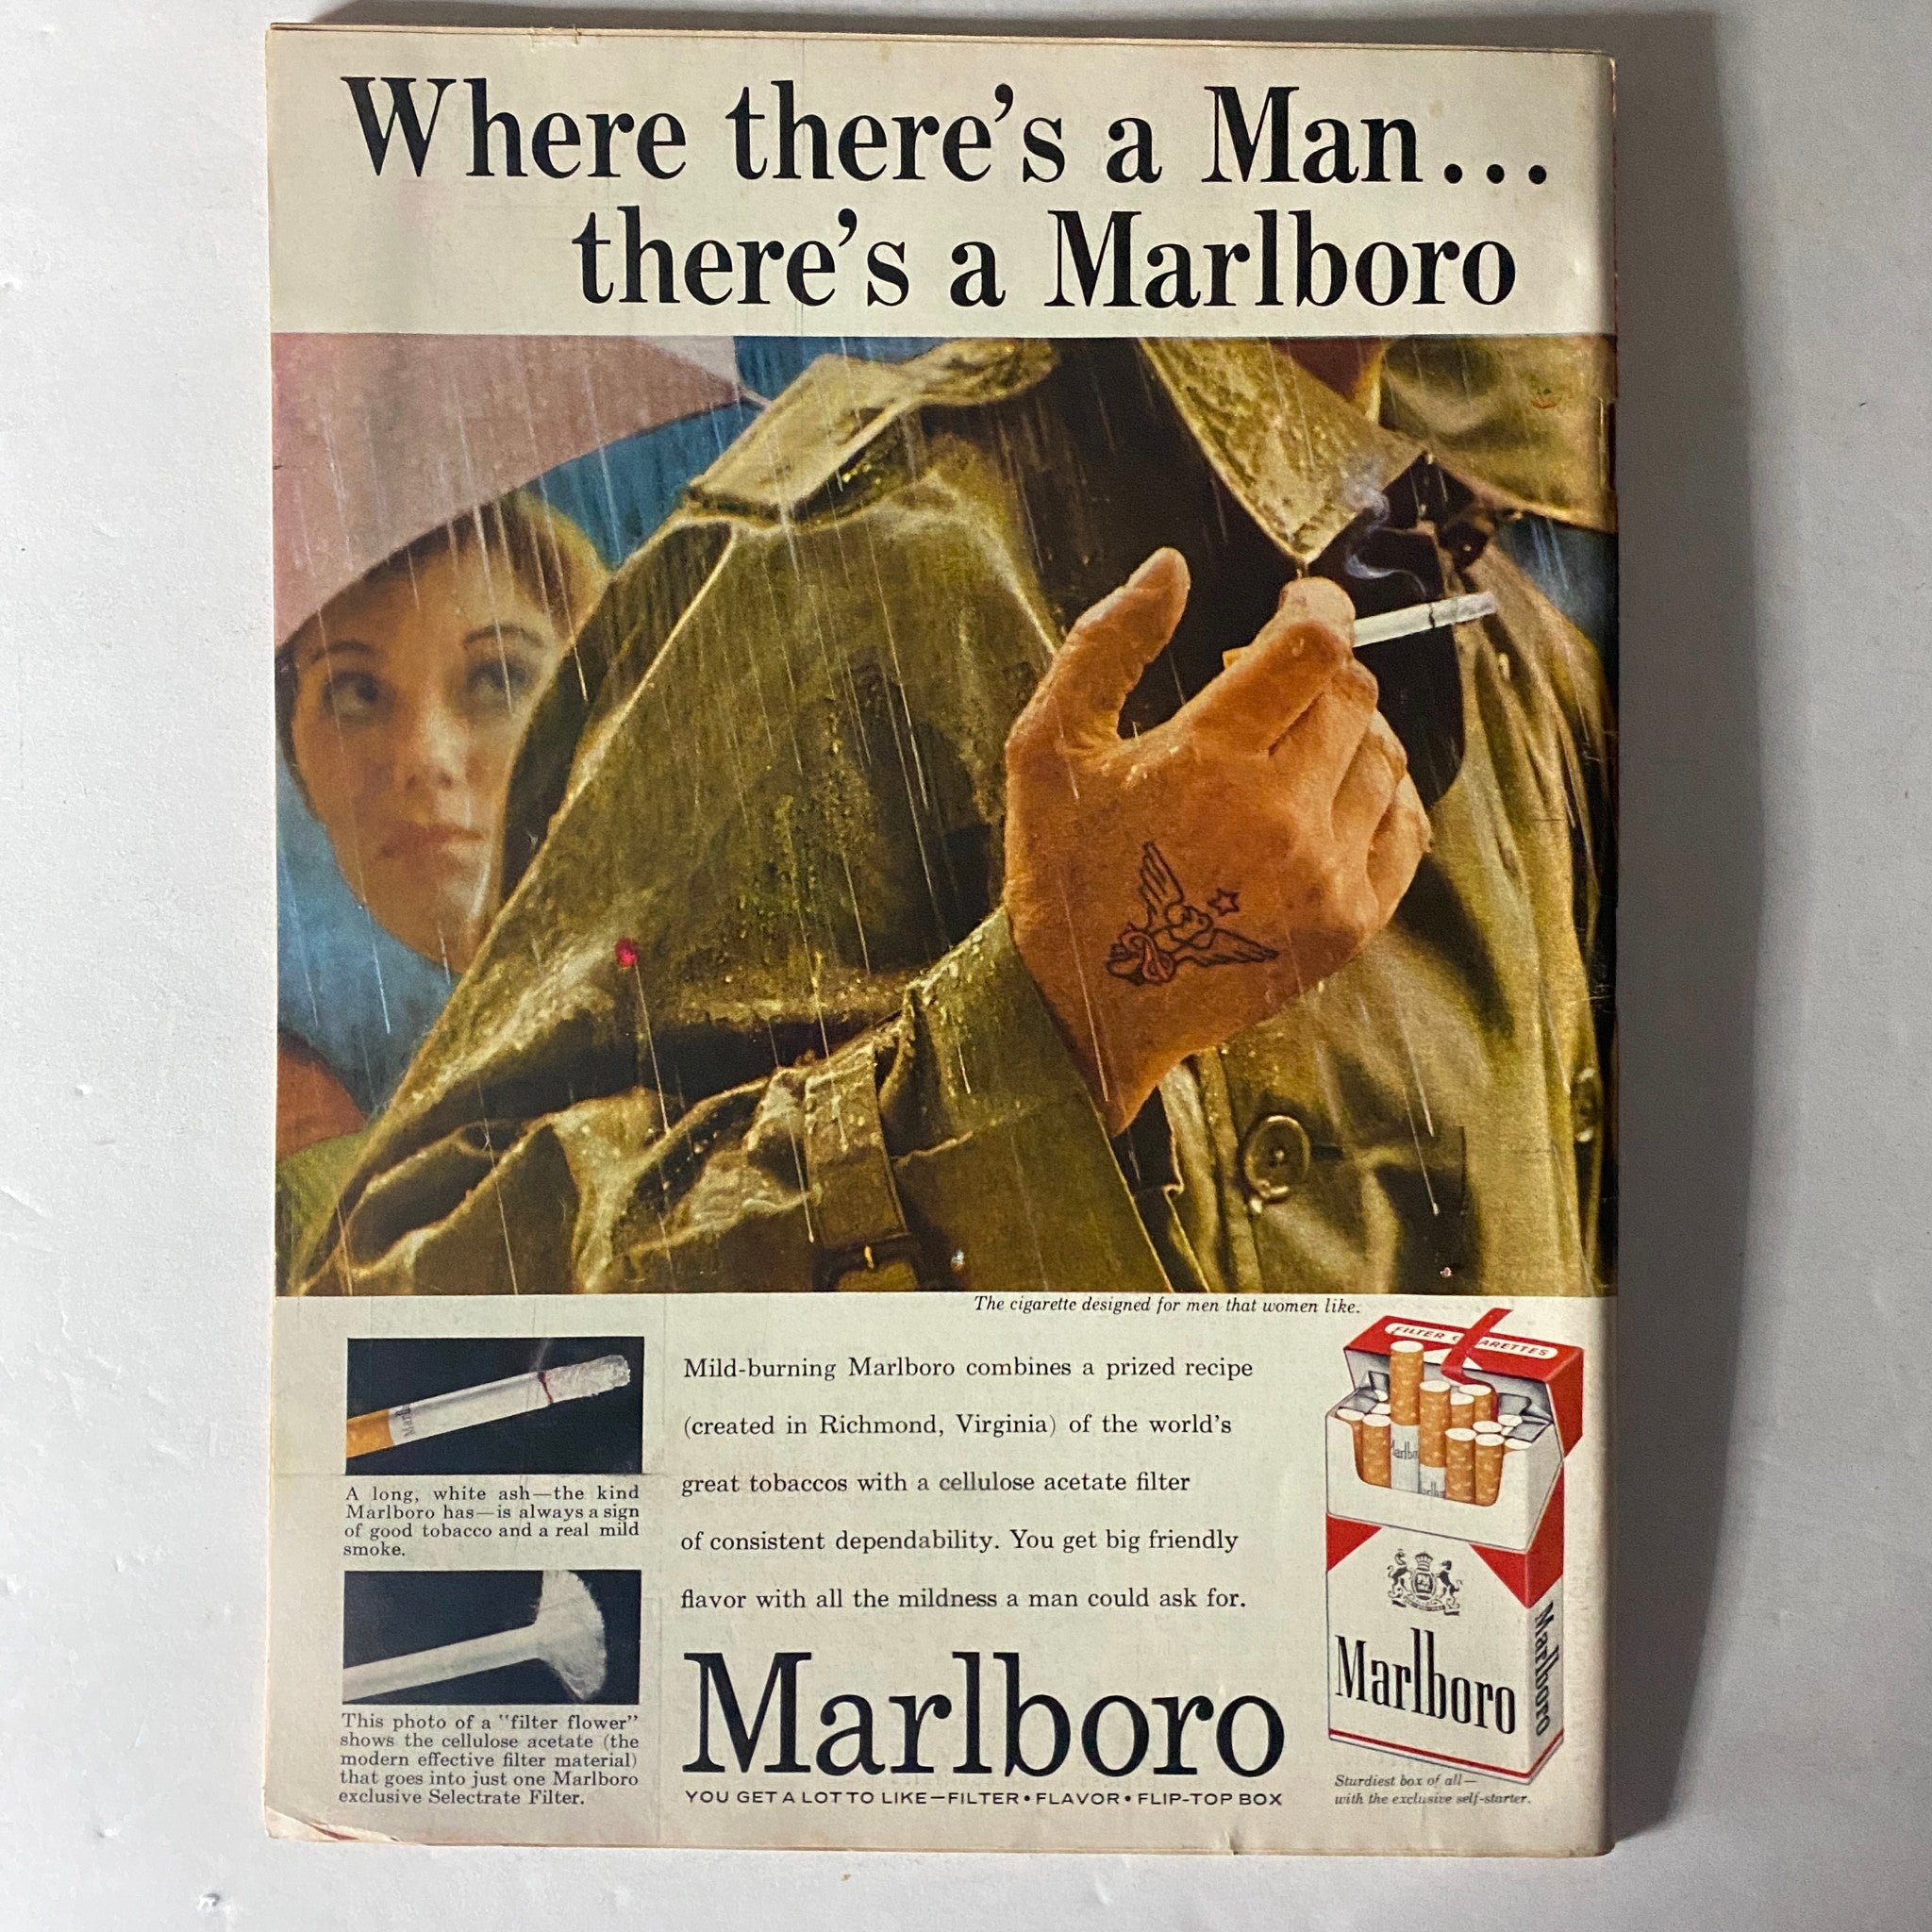 Where there's a Man...
there's a Marlboro
The cigarette designed for men that women like.
Mild-burning Marlboro combines a prized recipe
(created in Richmond, Virginia) of the world's
great tobaccos with a cellulose acetate filter
of consistent dependability. You get big friendly
flavor with all the mildness a man could ask for.
A long, white ash—the kind
Marlboro has—is always a sign
of good tobacco and a real mild
smoke.
This photo of a "filter flower"
shows the cellulose acetate (the
modern effective filter material)
that goes into just one Marlboro
exclusive Selectrate Filter.
Marlboro
YOU GET A LOT TO LIKE—FILTER • FLAVOR • FLIP-TOP BOX
FILTER
Marlboro
Marlboro
Sturdiest box of all—
with the exclusive self-starter.